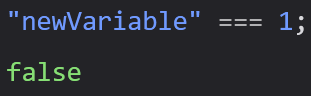 "newVariable" === 1;
false